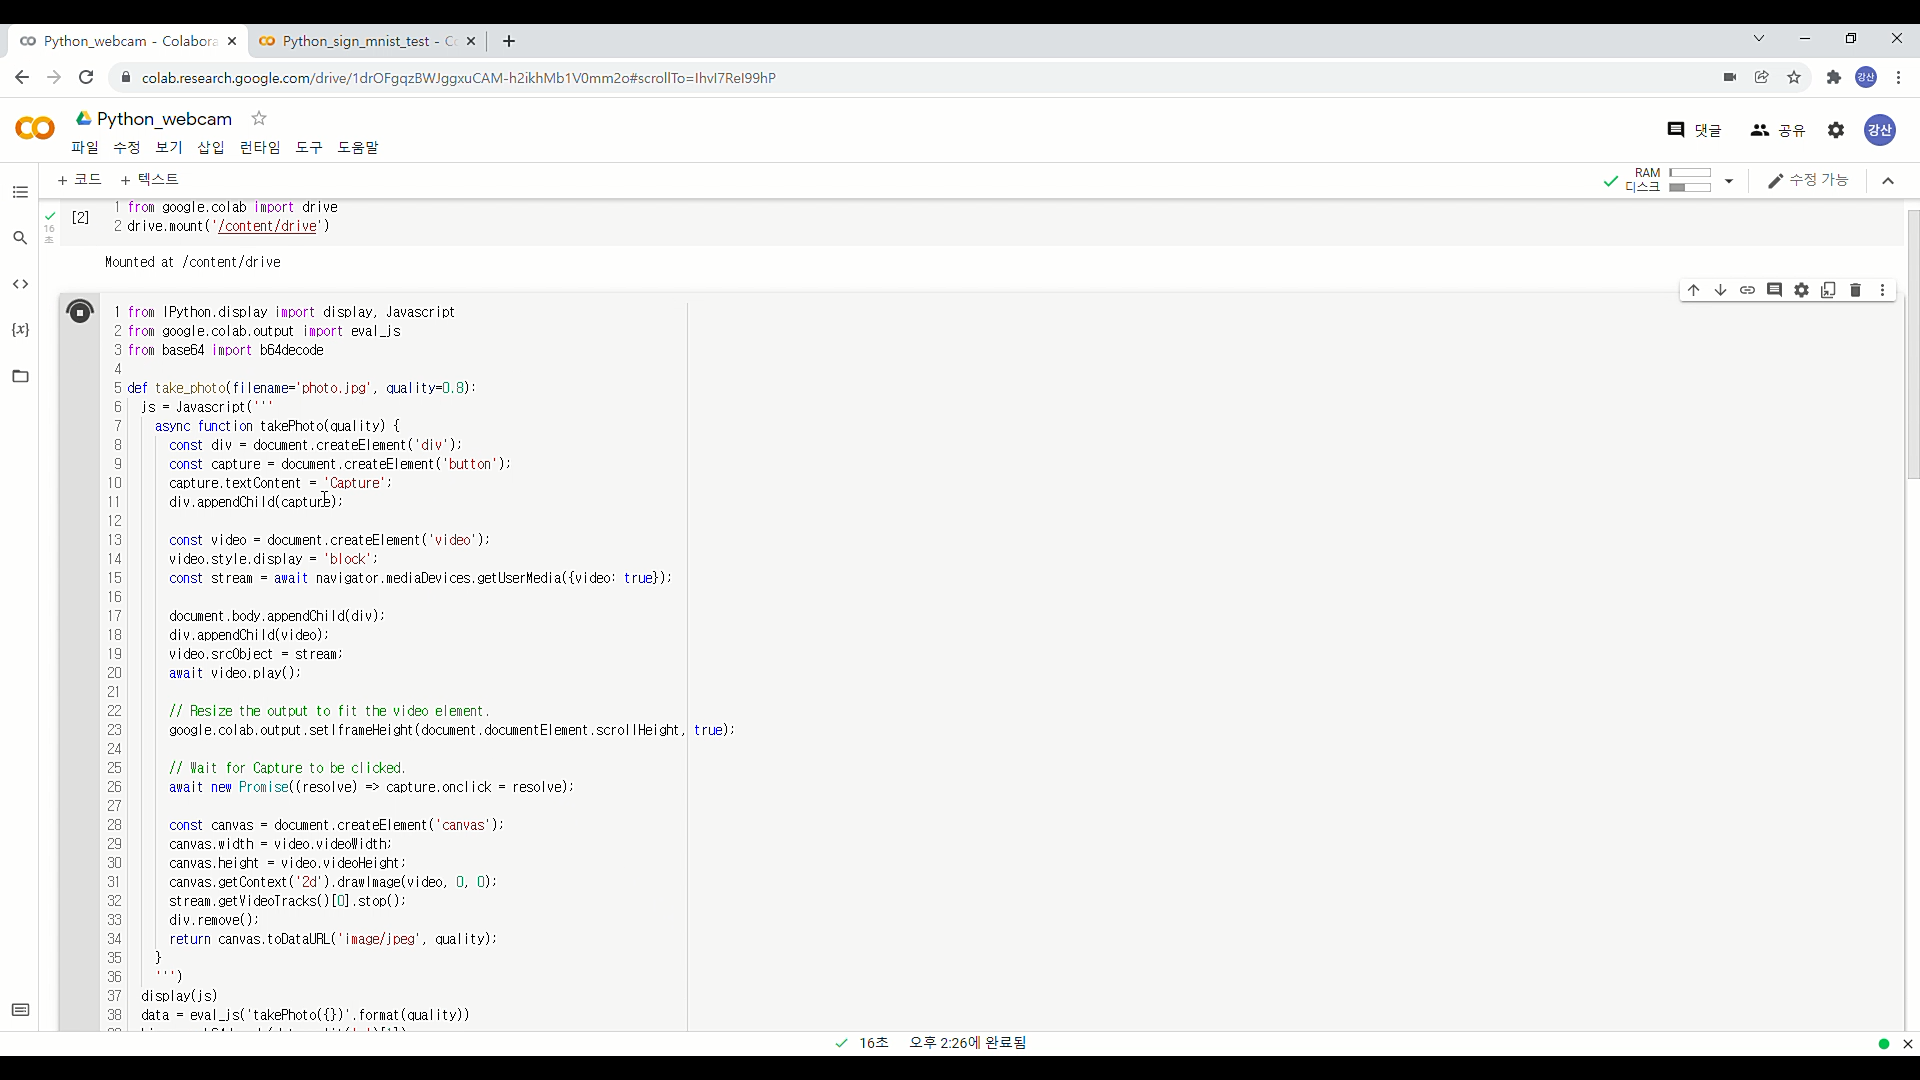 Python_webcam - Colabora
Python_sign_mnist_test - Co
colab.research.google.com/drive/1drOFgqzBWJggxuCAM-h2ikhMb1V0mm2o#scrollTo=IhvI7ReI99hP
강산
Python_webcam
댓글
공유
강산
파일 수정 보기 삽입 런타임 도구 도움말
+ 코드 + 텍스트
RAM
디스크
수정 가능
[2]
16
초
1 from google.colab import drive
2 drive.mount('/content/drive')
Mounted at /content/drive
1 from IPython.display import display, Javascript
2 from google.colab.output import eval_js
3 from base64 import b64decode
4
5 def take_photo(filename='photo.jpg', quality=0.8):
6 js = Javascript('''
7 async function takePhoto(quality) {
8 const div = document.createElement('div');
9 const capture = document.createElement('button');
10 capture.textContent = 'Capture';
11 div.appendChild(capture);
12
13 const video = document.createElement('video');
14 video.style.display = 'block';
15 const stream = await navigator.mediaDevices.getUserMedia({video: true});
16
17 document.body.appendChild(div);
18 div.appendChild(video);
19 video.srcObject = stream;
20 await video.play();
21
22 // Resize the output to fit the video element.
23 google.colab.output.setIframeHeight(document.documentElement.scrollHeight, true);
24
25 // Wait for Capture to be clicked.
26 await new Promise((resolve) => capture.onclick = resolve);
27
28 const canvas = document.createElement('canvas');
29 canvas.width = video.videoWidth;
30 canvas.height = video.videoHeight;
31 canvas.getContext('2d').drawImage(video, 0, 0);
32 stream.getVideoTracks()[0].stop();
33 div.remove();
34 return canvas.toDataURL('image/jpeg', quality);
35 }
36 ''')
37 display(js)
38 data = eval_js('takePhoto({})'.format(quality))
16초 오후 2:26에 완료됨